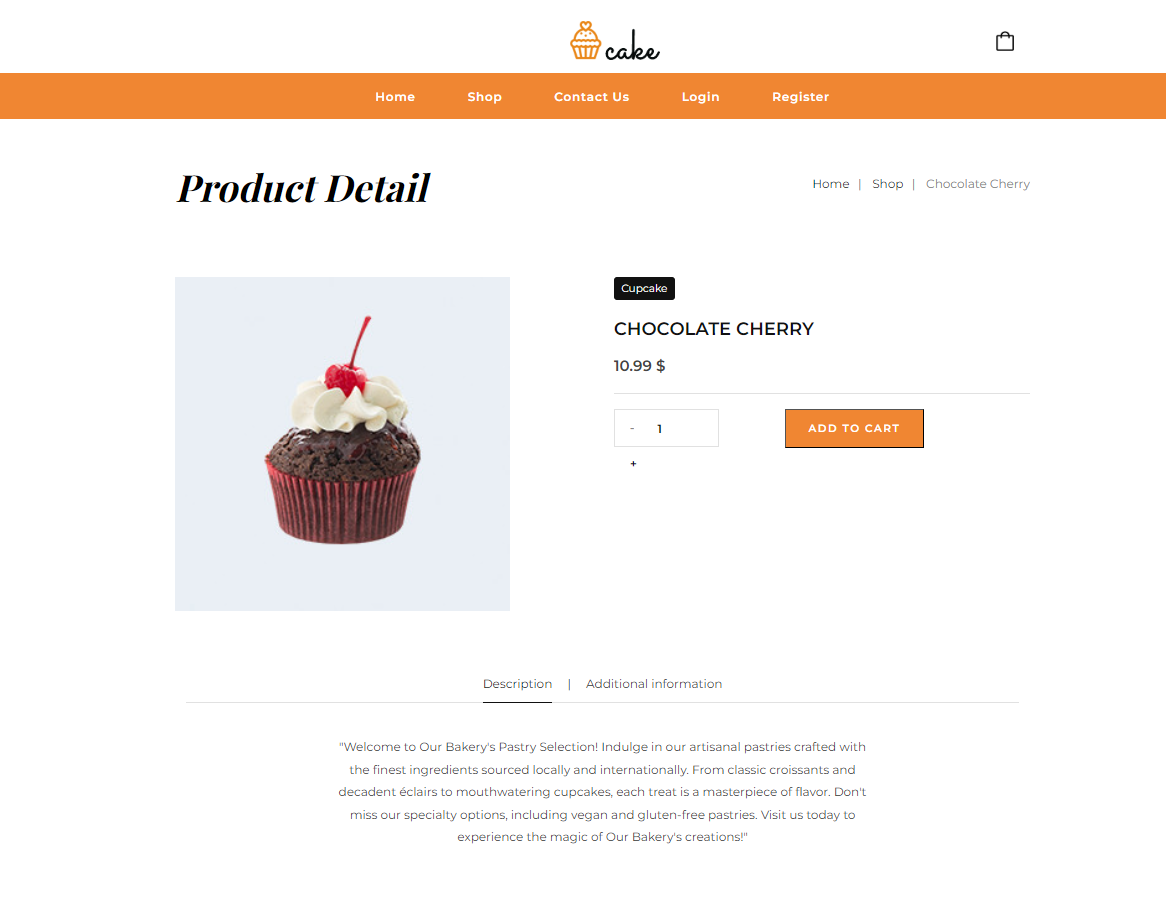 cake
Home Shop Contact Us Login Register
Product Detail
Home | Shop | Chocolate Cherry
Cupcake
CHOCOLATE CHERRY
10.99 $
- 1
+
ADD TO CART
Description | Additional information
"Welcome to Our Bakery's Pastry Selection! Indulge in our artisanal pastries crafted with
the finest ingredients sourced locally and internationally. From classic croissants and
decadent éclairs to mouthwatering cupcakes, each treat is a masterpiece of flavor. Don't
miss our specialty options, including vegan and gluten-free pastries. Visit us today to
experience the magic of Our Bakery's creations!"